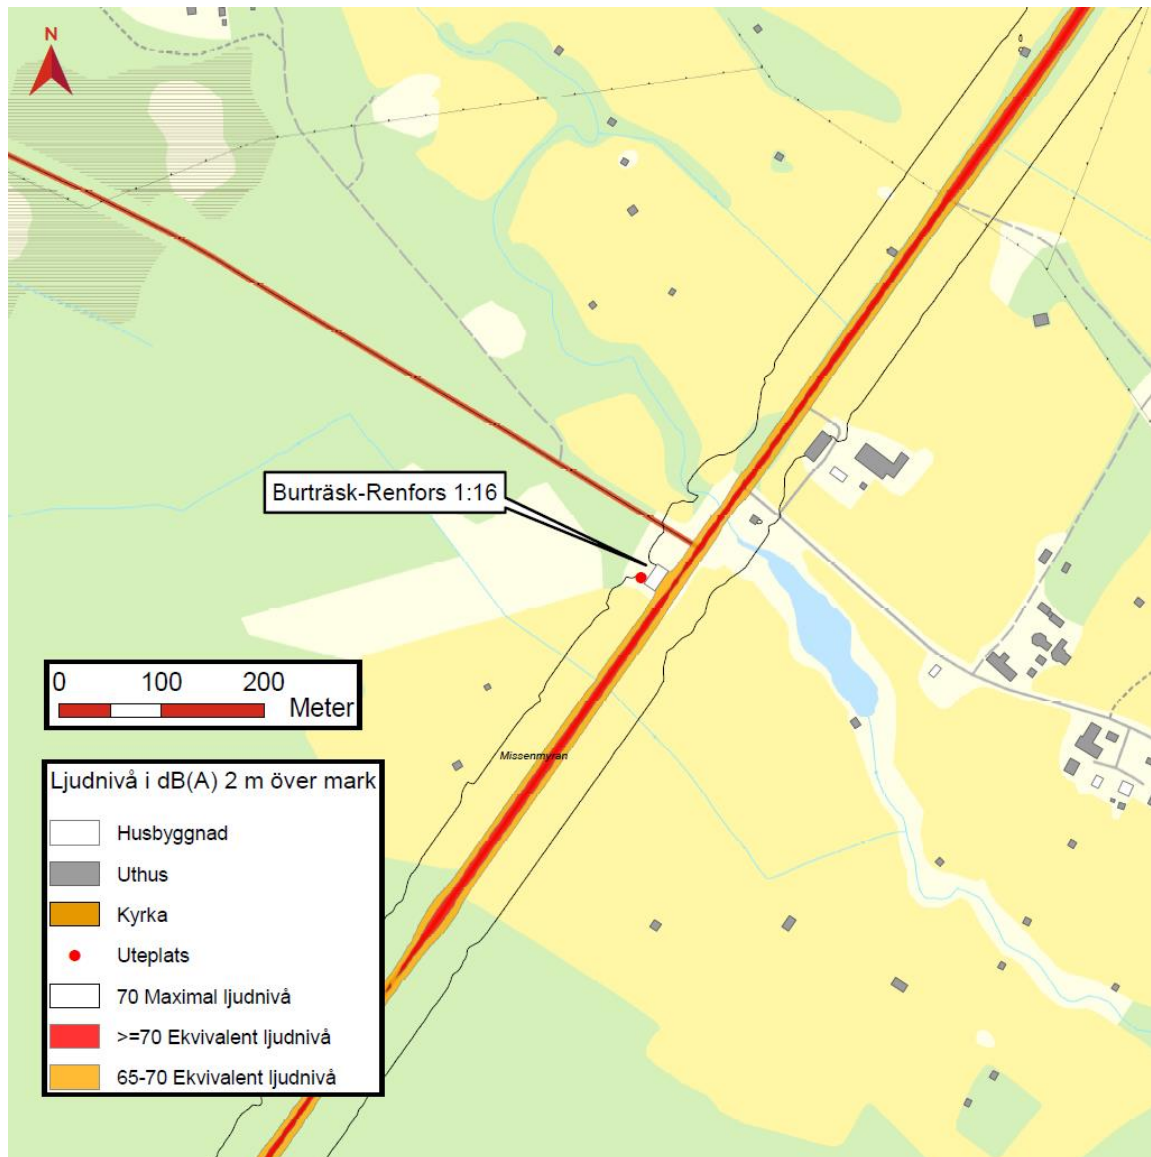 N
Burträsk-Renfors 1:16
0 100 200
Meter
Missenmyran
Ljudnivå i dB(A) 2 m över mark
Husbyggnad
Uthus
Kyrka
Uteplats
70 Maximal ljudnivå
>=70 Ekvivalent ljudnivå
65-70 Ekvivalent ljudnivå